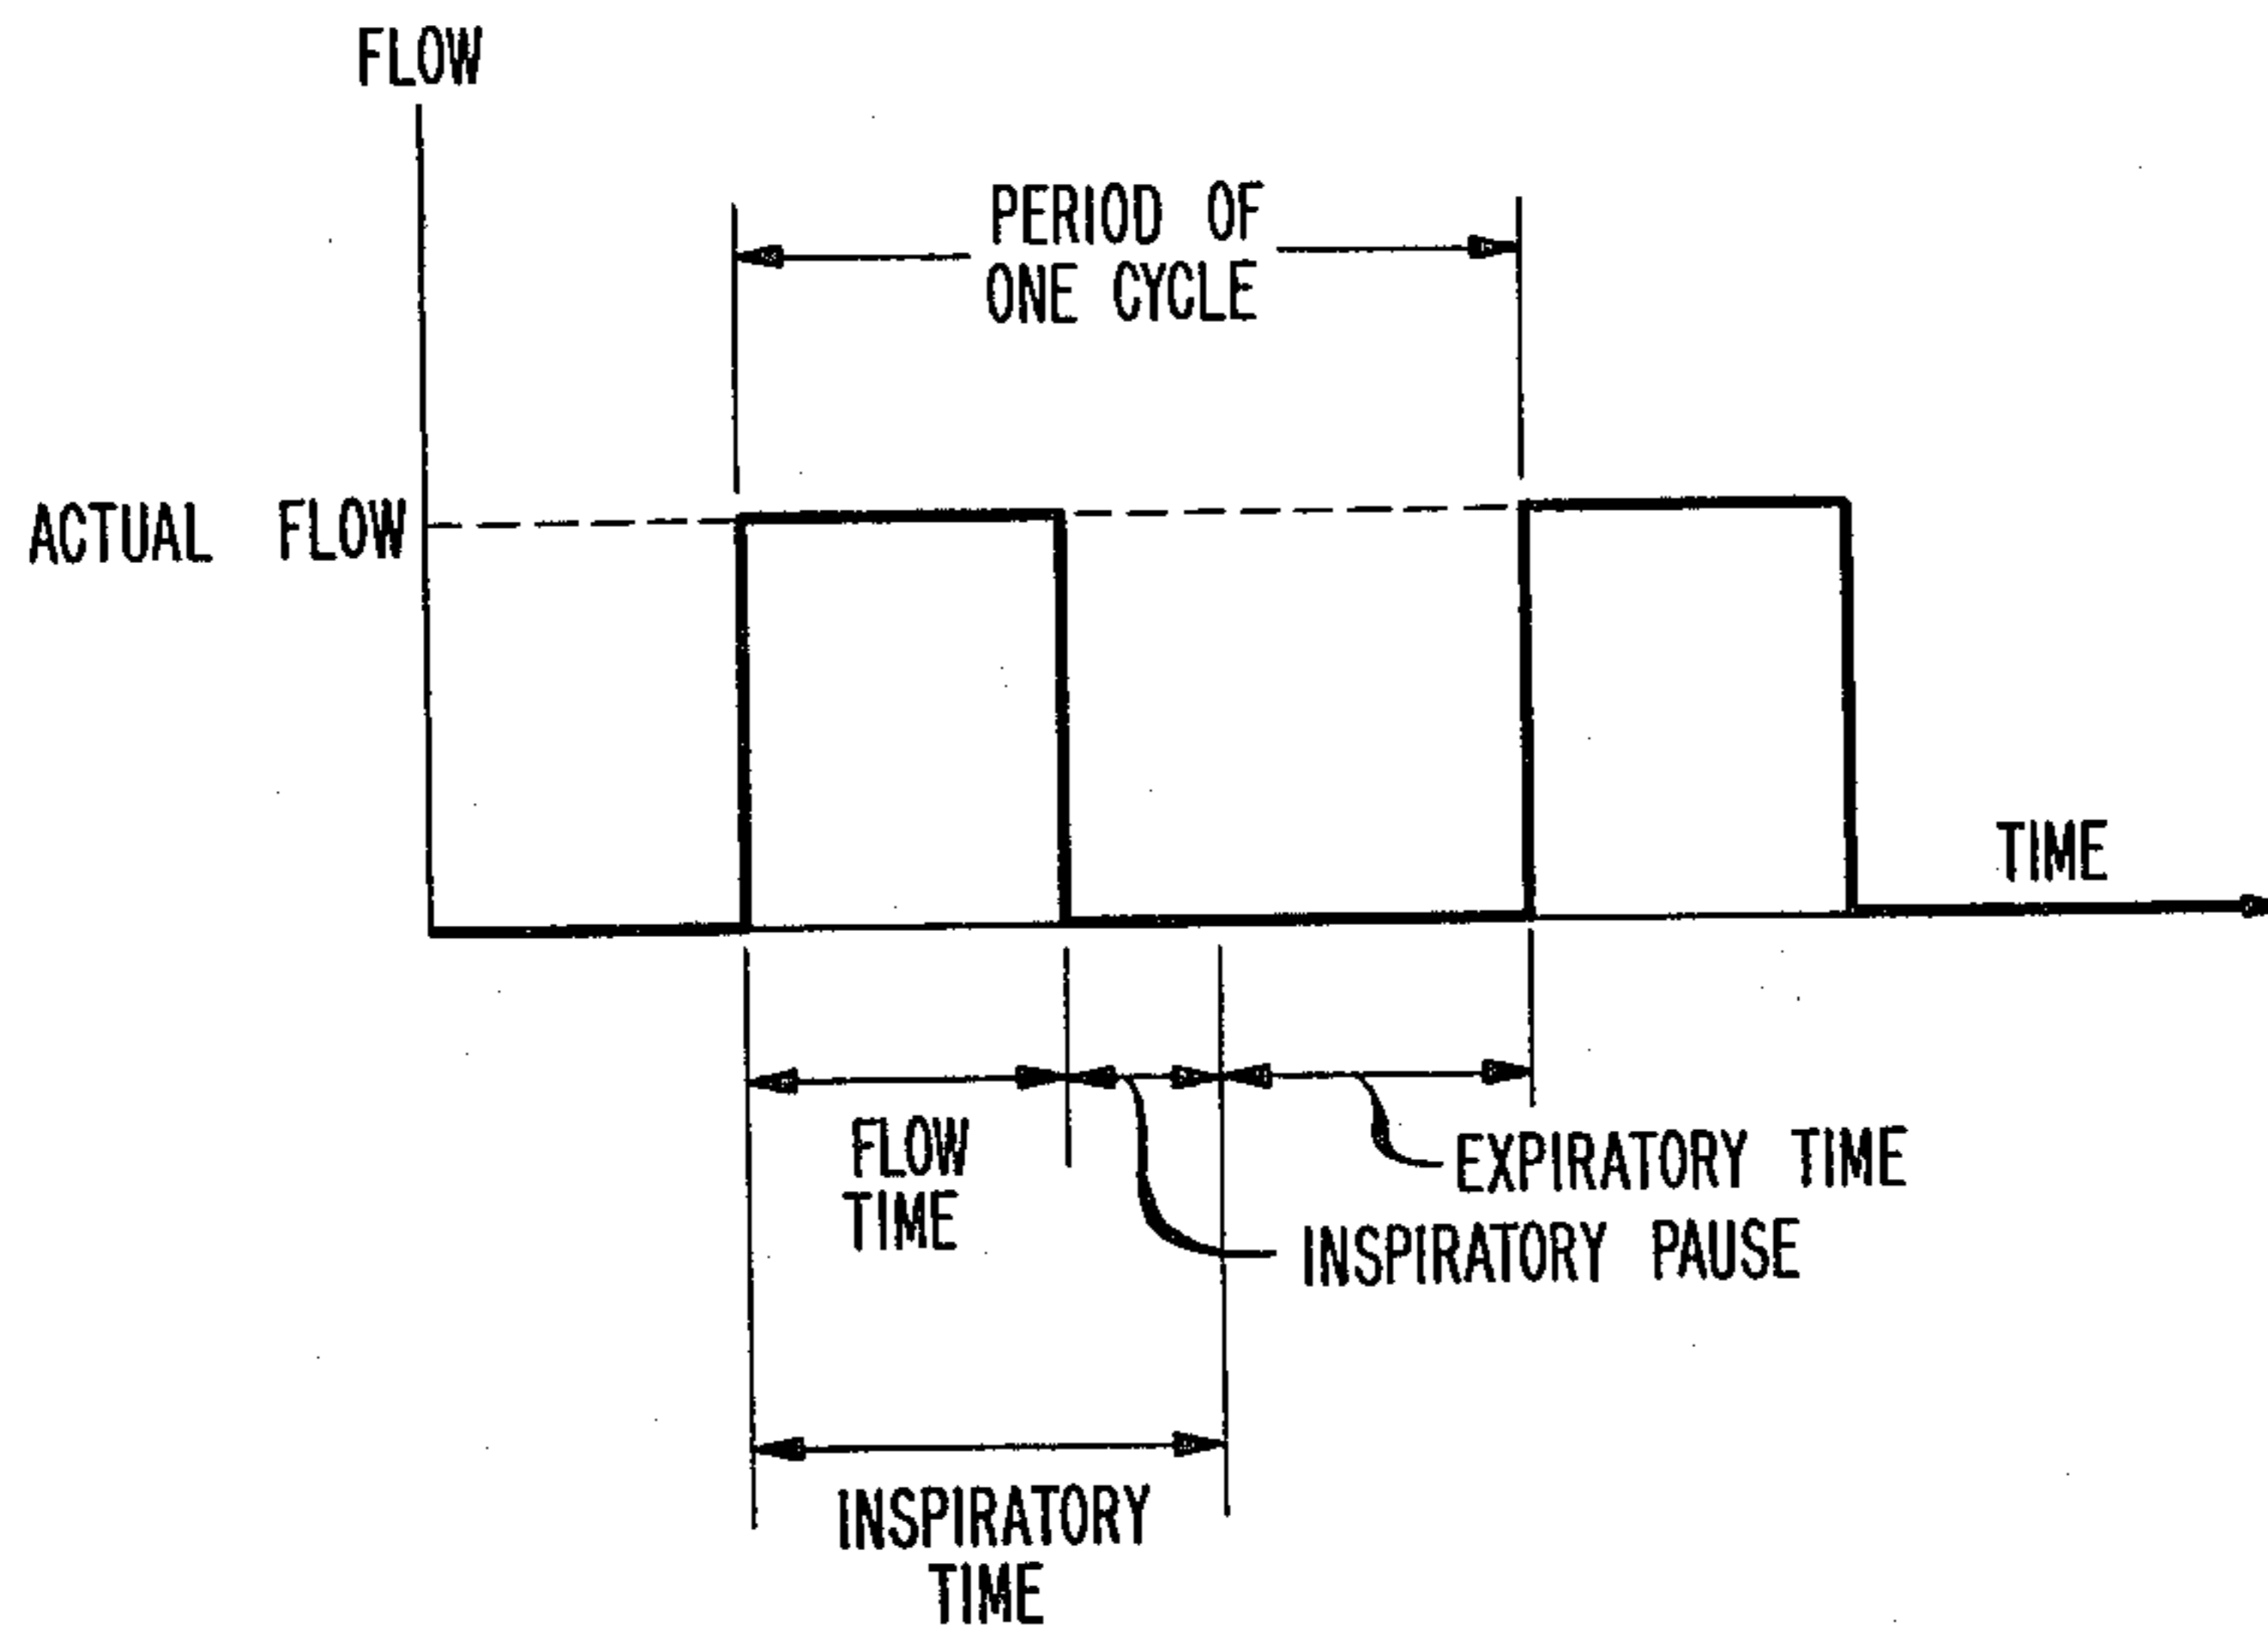 FLOW
PERIOD OF
ONE CYCLE
ACTUAL FLOW
TIME
FLOW
TIME
EXPIRATORY TIME
INSPIRATORY PAUSE
INSPIRATORY
TIME